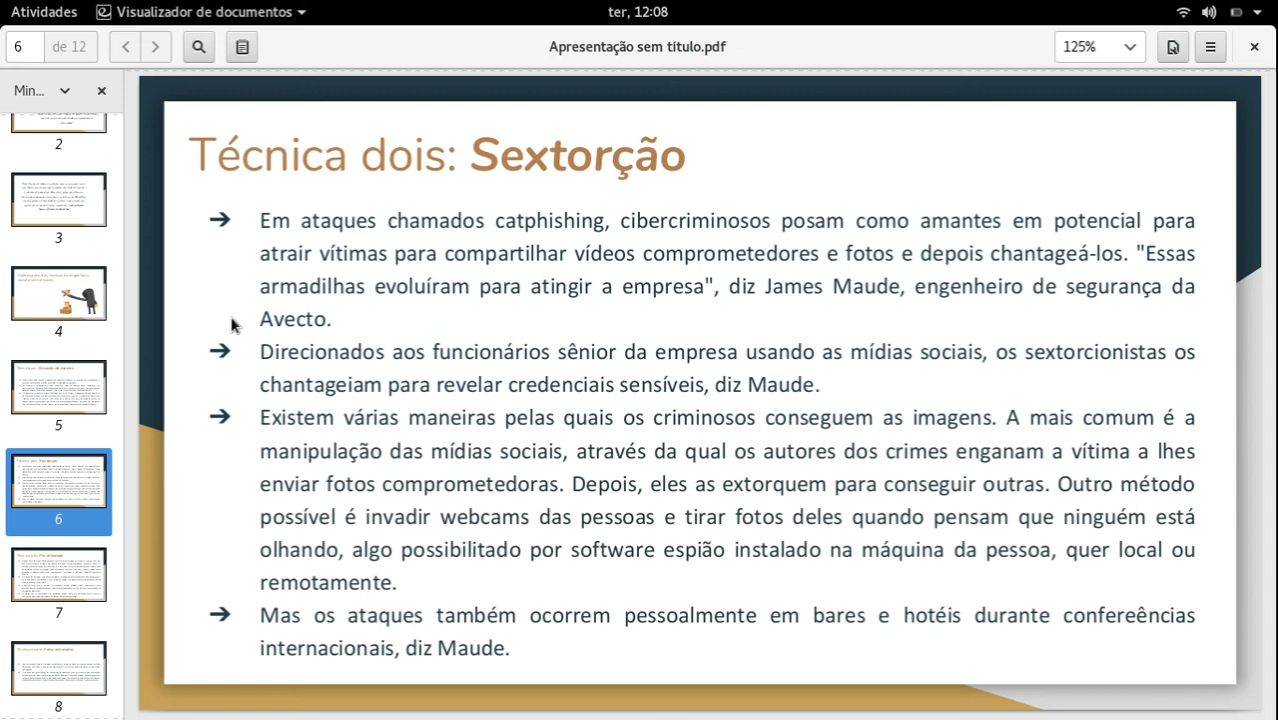 Atividades Visualizador de documentos ter, 12:08
6 de 12 Apresentação sem título.pdf 125%
Min...
2
3
4
5
6
7
8
Técnica dois: Sextorção
➔ Em ataques chamados catphishing, cibercriminosos posam como amantes em potencial para
atrair vítimas para compartilhar vídeos comprometedores e fotos e depois chantageá-los. "Essas
armadilhas evoluíram para atingir a empresa", diz James Maude, engenheiro de segurança da
Avecto.
➔ Direcionados aos funcionários sênior da empresa usando as mídias sociais, os sextorcionistas os
chantageiam para revelar credenciais sensíveis, diz Maude.
➔ Existem várias maneiras pelas quais os criminosos conseguem as imagens. A mais comum é a
manipulação das mídias sociais, através da qual os autores dos crimes enganam a vítima a lhes
enviar fotos comprometedoras. Depois, eles as extorquem para conseguir outras. Outro método
possível é invadir webcams das pessoas e tirar fotos deles quando pensam que ninguém está
olhando, algo possibilitado por software espião instalado na máquina da pessoa, quer local ou
remotamente.
➔ Mas os ataques também ocorrem pessoalmente em bares e hotéis durante confereências
internacionais, diz Maude.